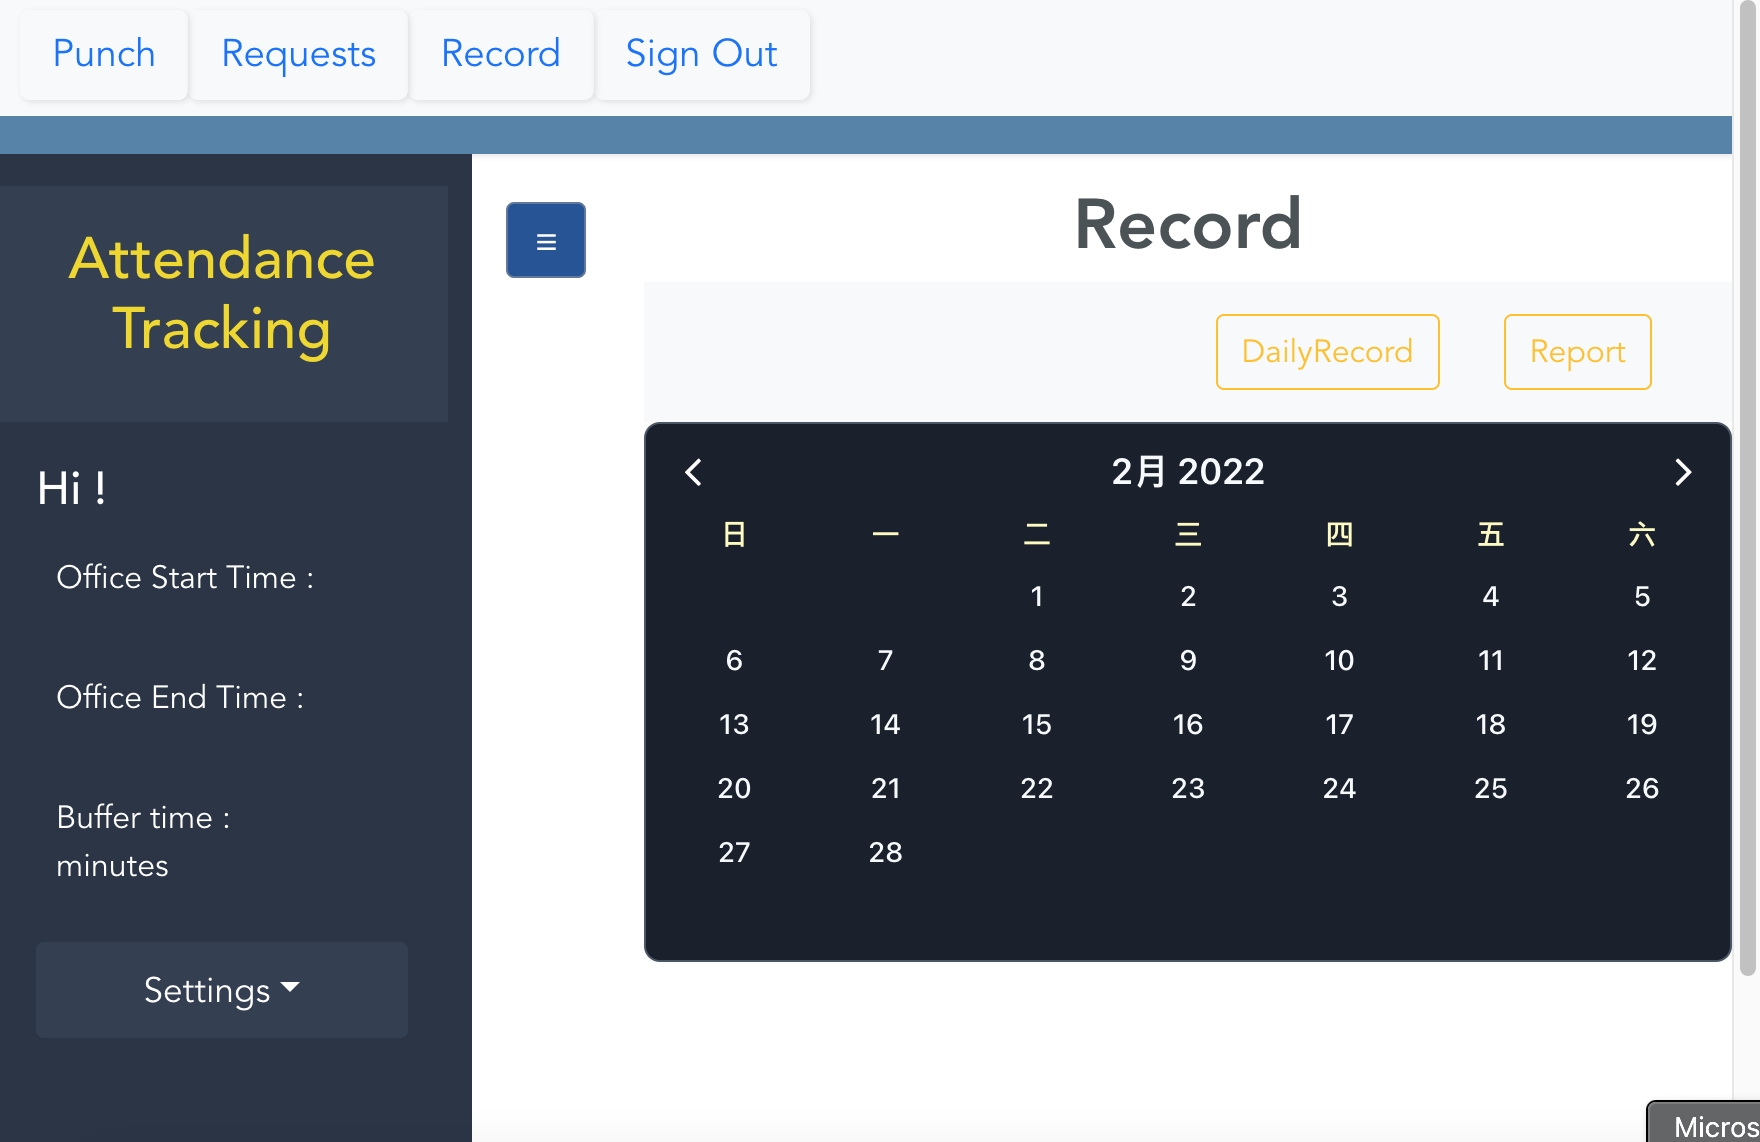 Punch Requests Record Sign Out
Attendance
Tracking
Hi !
Office Start Time :
Office End Time :
Buffer time :
minutes
Settings
Record
DailyRecord Report
2月 2022
日 一 二 三 四 五 六
1 2 3 4 5
6 7 8 9 10 11 12
13 14 15 16 17 18 19
20 21 22 23 24 25 26
27 28
Micros